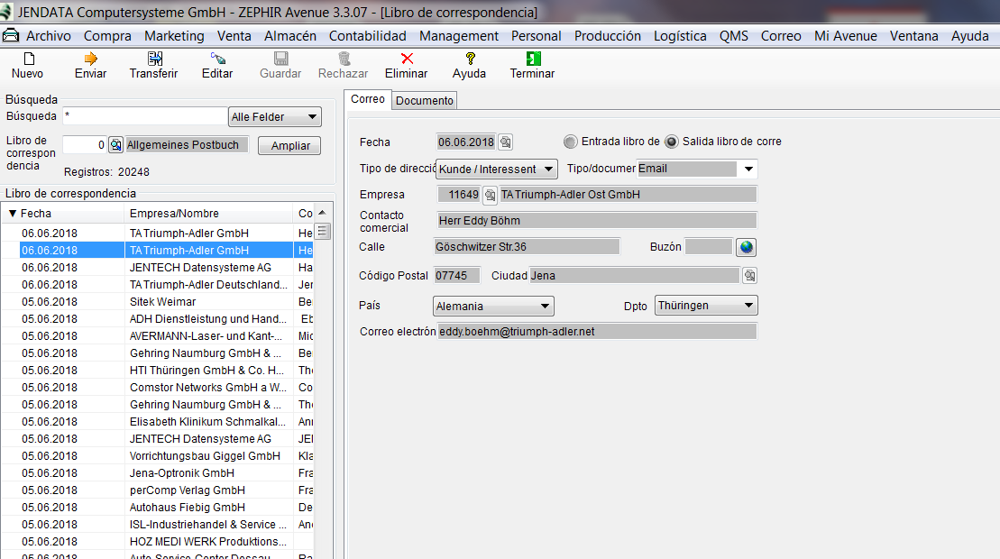 JENDATA Computersysteme GmbH - ZEPHIR Avenue 3.3.07 - [Libro de correspondencia]
Archivo Compra Marketing Venta Almacén Contabilidad Management Personal Producción Logística QMS Correo Mi Avenue Ventana Ayuda
Nuevo Enviar Transferir Editar Guardar Rechazar Eliminar Ayuda Terminar
Búsqueda
Búsqueda * Alle Felder
Libro de
correspon
dencia
0 Allgemeines Postbuch Ampliar
Registros: 20248
Libro de correspondencia
Fecha Empresa/Nombre Co
06.06.2018 TA Triumph-Adler GmbH He
06.06.2018 TA Triumph-Adler GmbH He
06.06.2018 JENTECH Datensysteme AG Ha
06.06.2018 TA Triumph-Adler Deutschland... Jer
05.06.2018 Sitek Weimar Be
05.06.2018 ADH Dienstleistung und Hand... Eb
05.06.2018 AVERMANN-Laser- und Kant-... Mic
05.06.2018 Gehring Naumburg GmbH & ... Be
05.06.2018 HTI Thüringen GmbH & Co. H... Th
05.06.2018 Comstor Networks GmbH a W... Co
05.06.2018 Gehring Naumburg GmbH & ... Th
05.06.2018 Elisabeth Klinikum Schmalkal... Ann
05.06.2018 JENTECH Datensysteme AG JE
05.06.2018 Vorrichtungsbau Giggel GmbH Kla
05.06.2018 Jena-Optronik GmbH Fra
05.06.2018 perComp Verlag GmbH Fra
05.06.2018 Autohaus Fiebig GmbH De
05.06.2018 ISL-Industriehandel & Service ... And
05.06.2018 HOZ MEDI WERK Produktions...
05.06.2018 Auto-Service-Center Dessau Ra
Correo Documento
Fecha 06.06.2018 Entrada libro de Salida libro de corre
Tipo de direcció Kunde / Interessent Tipo/documer Email
Empresa 11649 TA Triumph-Adler Ost GmbH
Contacto
comercial
Herr Eddy Böhm
Calle Göschwitzer Str.36 Buzón
Código Postal 07745 Ciudad Jena
País Alemania Dpto Thüringen
Correo electrón eddy.boehm@triumph-adler.net